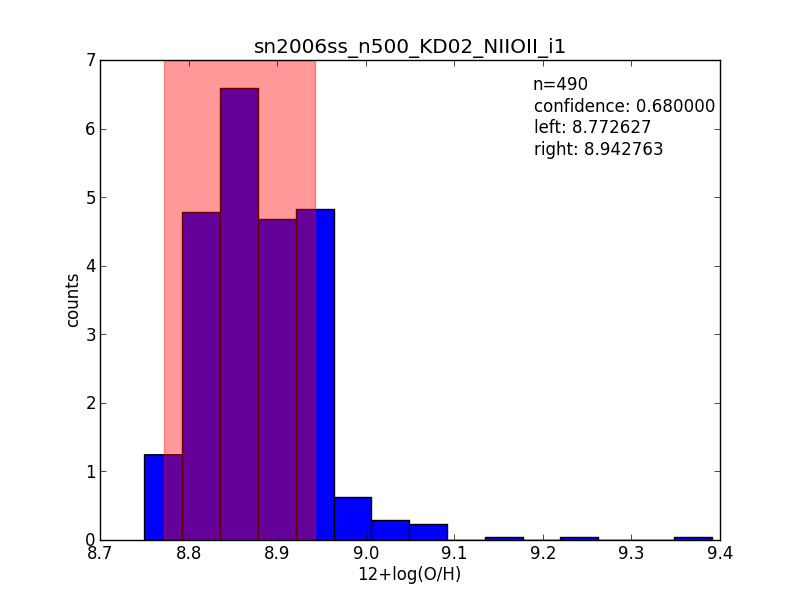 sn2006ss_n500_KD02_NIIOII_i1
n=490
confidence: 0.680000
left: 8.772627
right: 8.942763
7
6
5
4
3
2
1
0
counts
8.7 8.8 8.9 9.0 9.1 9.2 9.3 9.4
12+log(O/H)